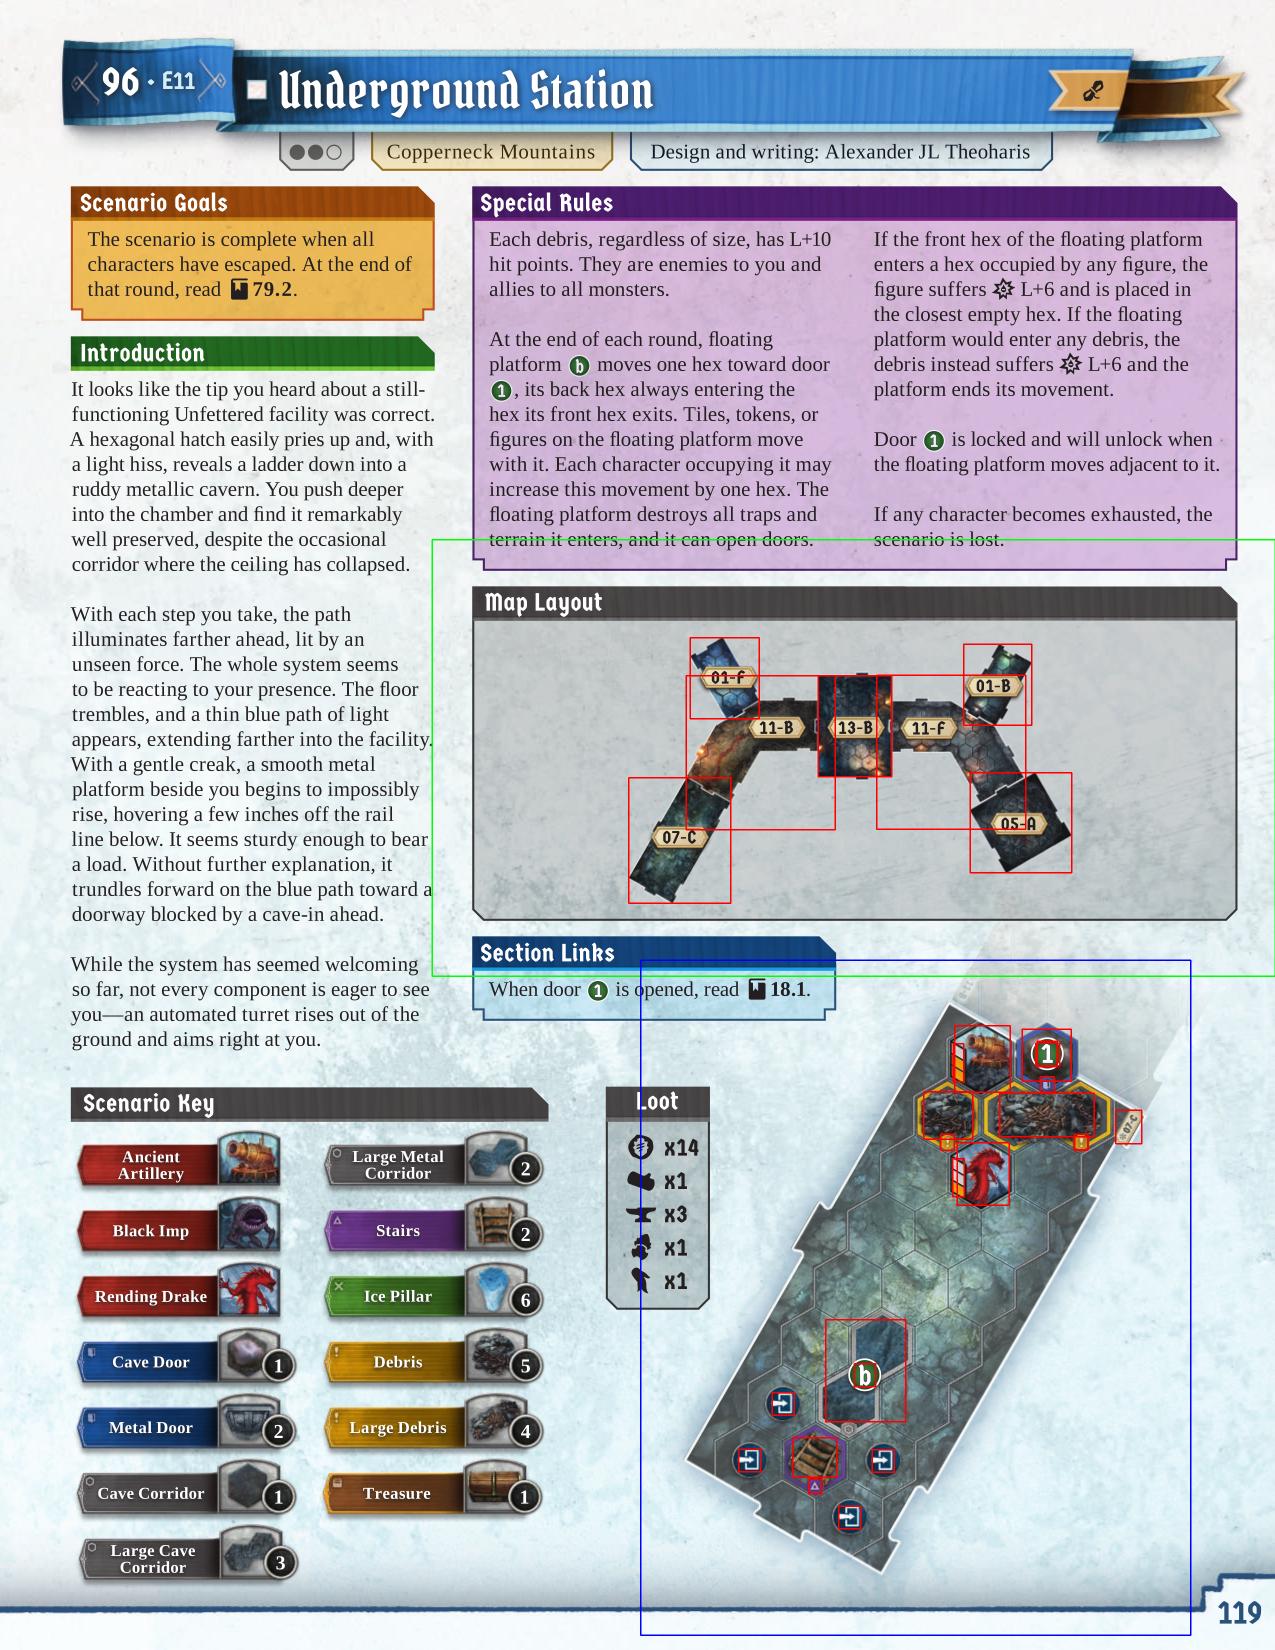 96 · E11
Underground Station
Copperneck Mountains
Design and writing: Alexander JL Theoharis
Scenario Goals
The scenario is complete when all
characters have escaped. At the end of
that round, read 79.2.
Introduction
It looks like the tip you heard about a still-
functioning Unfettered facility was correct.
A hexagonal hatch easily pries up and, with
a light hiss, reveals a ladder down into a
ruddy metallic cavern. You push deeper
into the chamber and find it remarkably
well preserved, despite the occasional
corridor where the ceiling has collapsed.
With each step you take, the path
illuminates farther ahead, lit by an
unseen force. The whole system seems
to be reacting to your presence. The floor
trembles, and a thin blue path of light
appears, extending farther into the facility.
With a gentle creak, a smooth metal
platform beside you begins to impossibly
rise, hovering a few inches off the rail
line below. It seems sturdy enough to bear
a load. Without further explanation, it
trundles forward on the blue path toward a
doorway blocked by a cave-in ahead.
While the system has seemed welcoming
so far, not every component is eager to see
you—an automated turret rises out of the
ground and aims right at you.
Special Rules
Each debris, regardless of size, has L+10
hit points. They are enemies to you and
allies to all monsters.
At the end of each round, floating
platform b moves one hex toward door
1, its back hex always entering the
hex its front hex exits. Tiles, tokens, or
figures on the floating platform move
with it. Each character occupying it may
increase this movement by one hex. The
floating platform destroys all traps and
terrain it enters, and it can open doors.
If the front hex of the floating platform
enters a hex occupied by any figure, the
figure suffers L+6 and is placed in
the closest empty hex. If the floating
platform would enter any debris, the
debris instead suffers L+6 and the
platform ends its movement.
Door 1 is locked and will unlock when
the floating platform moves adjacent to it.
If any character becomes exhausted, the
scenario is lost.
Map Layout
01-F
01-B
11-B
13-B
11-F
07-C
05-A
Section Links
When door 1 is opened, read 18.1.
Scenario Key
Ancient
Artillery
Black Imp
Rending Drake
Cave Door
1
Metal Door
2
Cave Corridor
1
Large Cave
Corridor
3
Large Metal
Corridor
2
Stairs
2
Ice Pillar
6
Debris
5
Large Debris
4
Treasure
1
Loot
x14
x1
x3
x1
x1
1
07-C
b
119